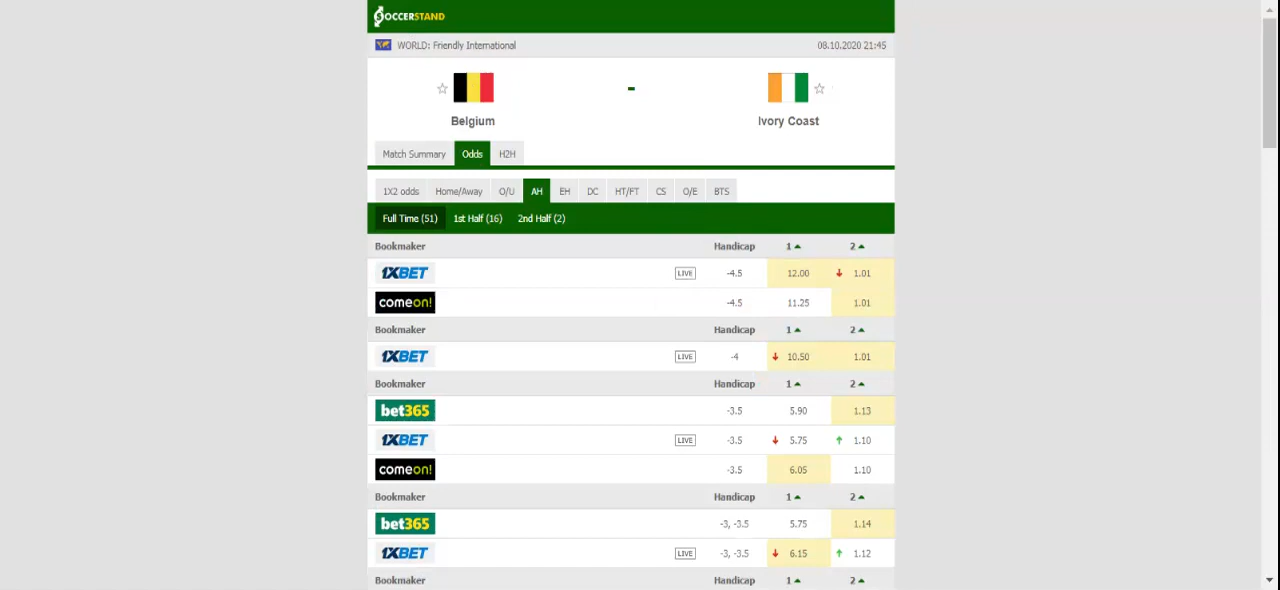 SOCCERSTAND
WORLD: Friendly International 08.10.2020 21:45
-
Belgium Ivory Coast
Match Summary Odds H2H
1X2 odds Home/Away O/U AH EH DC HT/FT CS O/E BTS
Full Time (51) 1st Half (16) 2nd Half (2)
Bookmaker Handicap 1 2
1XBET LIVE -4.5 12.00 1.01
comeon! -4.5 11.25 1.01
Bookmaker Handicap 1 2
1XBET LIVE -4 10.50 1.01
Bookmaker Handicap 1 2
bet365 -3.5 5.90 1.13
1XBET LIVE -3.5 5.75 1.10
comeon! -3.5 6.05 1.10
Bookmaker Handicap 1 2
bet365 -3, -3.5 5.75 1.14
1XBET LIVE -3, -3.5 6.15 1.12
Bookmaker Handicap 1 2